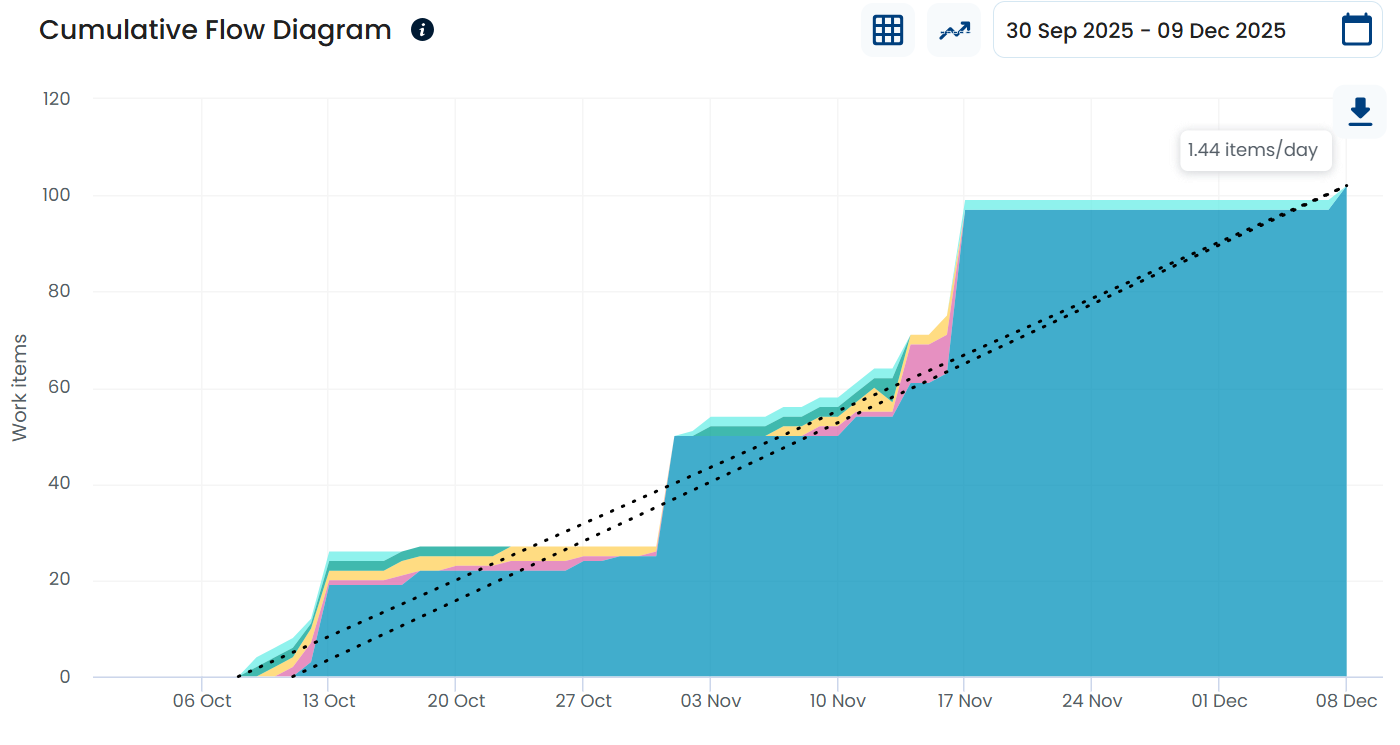 Cumulative Flow Diagram
30 Sep 2025 - 09 Dec 2025
120
1.44 items/day
100
80
60
40
20
0
Work items
06 Oct
13 Oct
20 Oct
27 Oct
03 Nov
10 Nov
17 Nov
24 Nov
01 Dec
08 Dec